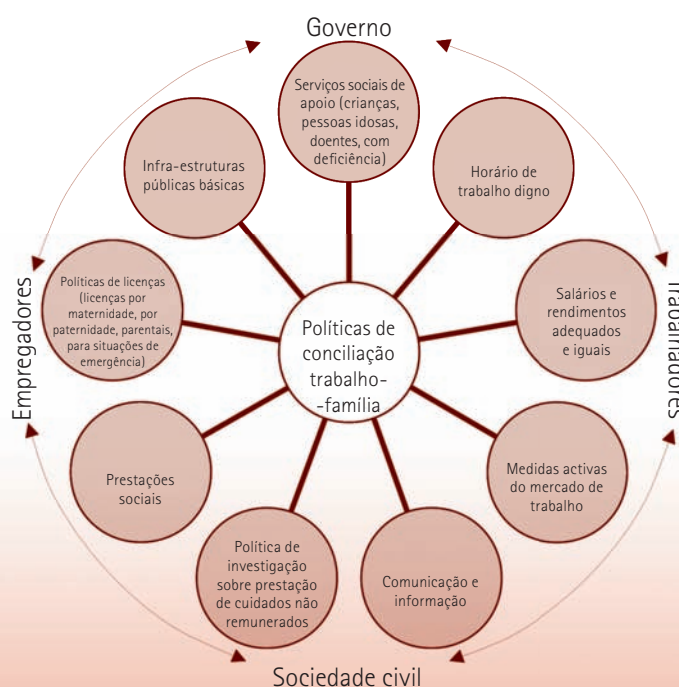 Governo
Serviços sociais de
apoio (crianças,
pessoas idosas,
doentes, com
deficiência)
Infra-estruturas
públicas básicas
Horário de
trabalho digno
Empregadores
Políticas de licenças
(licenças por
maternidade, por
paternidade, parentais,
para situações de
emergência)
Políticas de
conciliação
trabalho-
-família
Salários e
rendimentos
adequados
e iguais
Trabalhadores
Prestações
sociais
Medidas activas
do mercado de
trabalho
Política de
investigação
sobre prestação
de cuidados não
remunerados
Comunicação e
informação
Sociedade civil